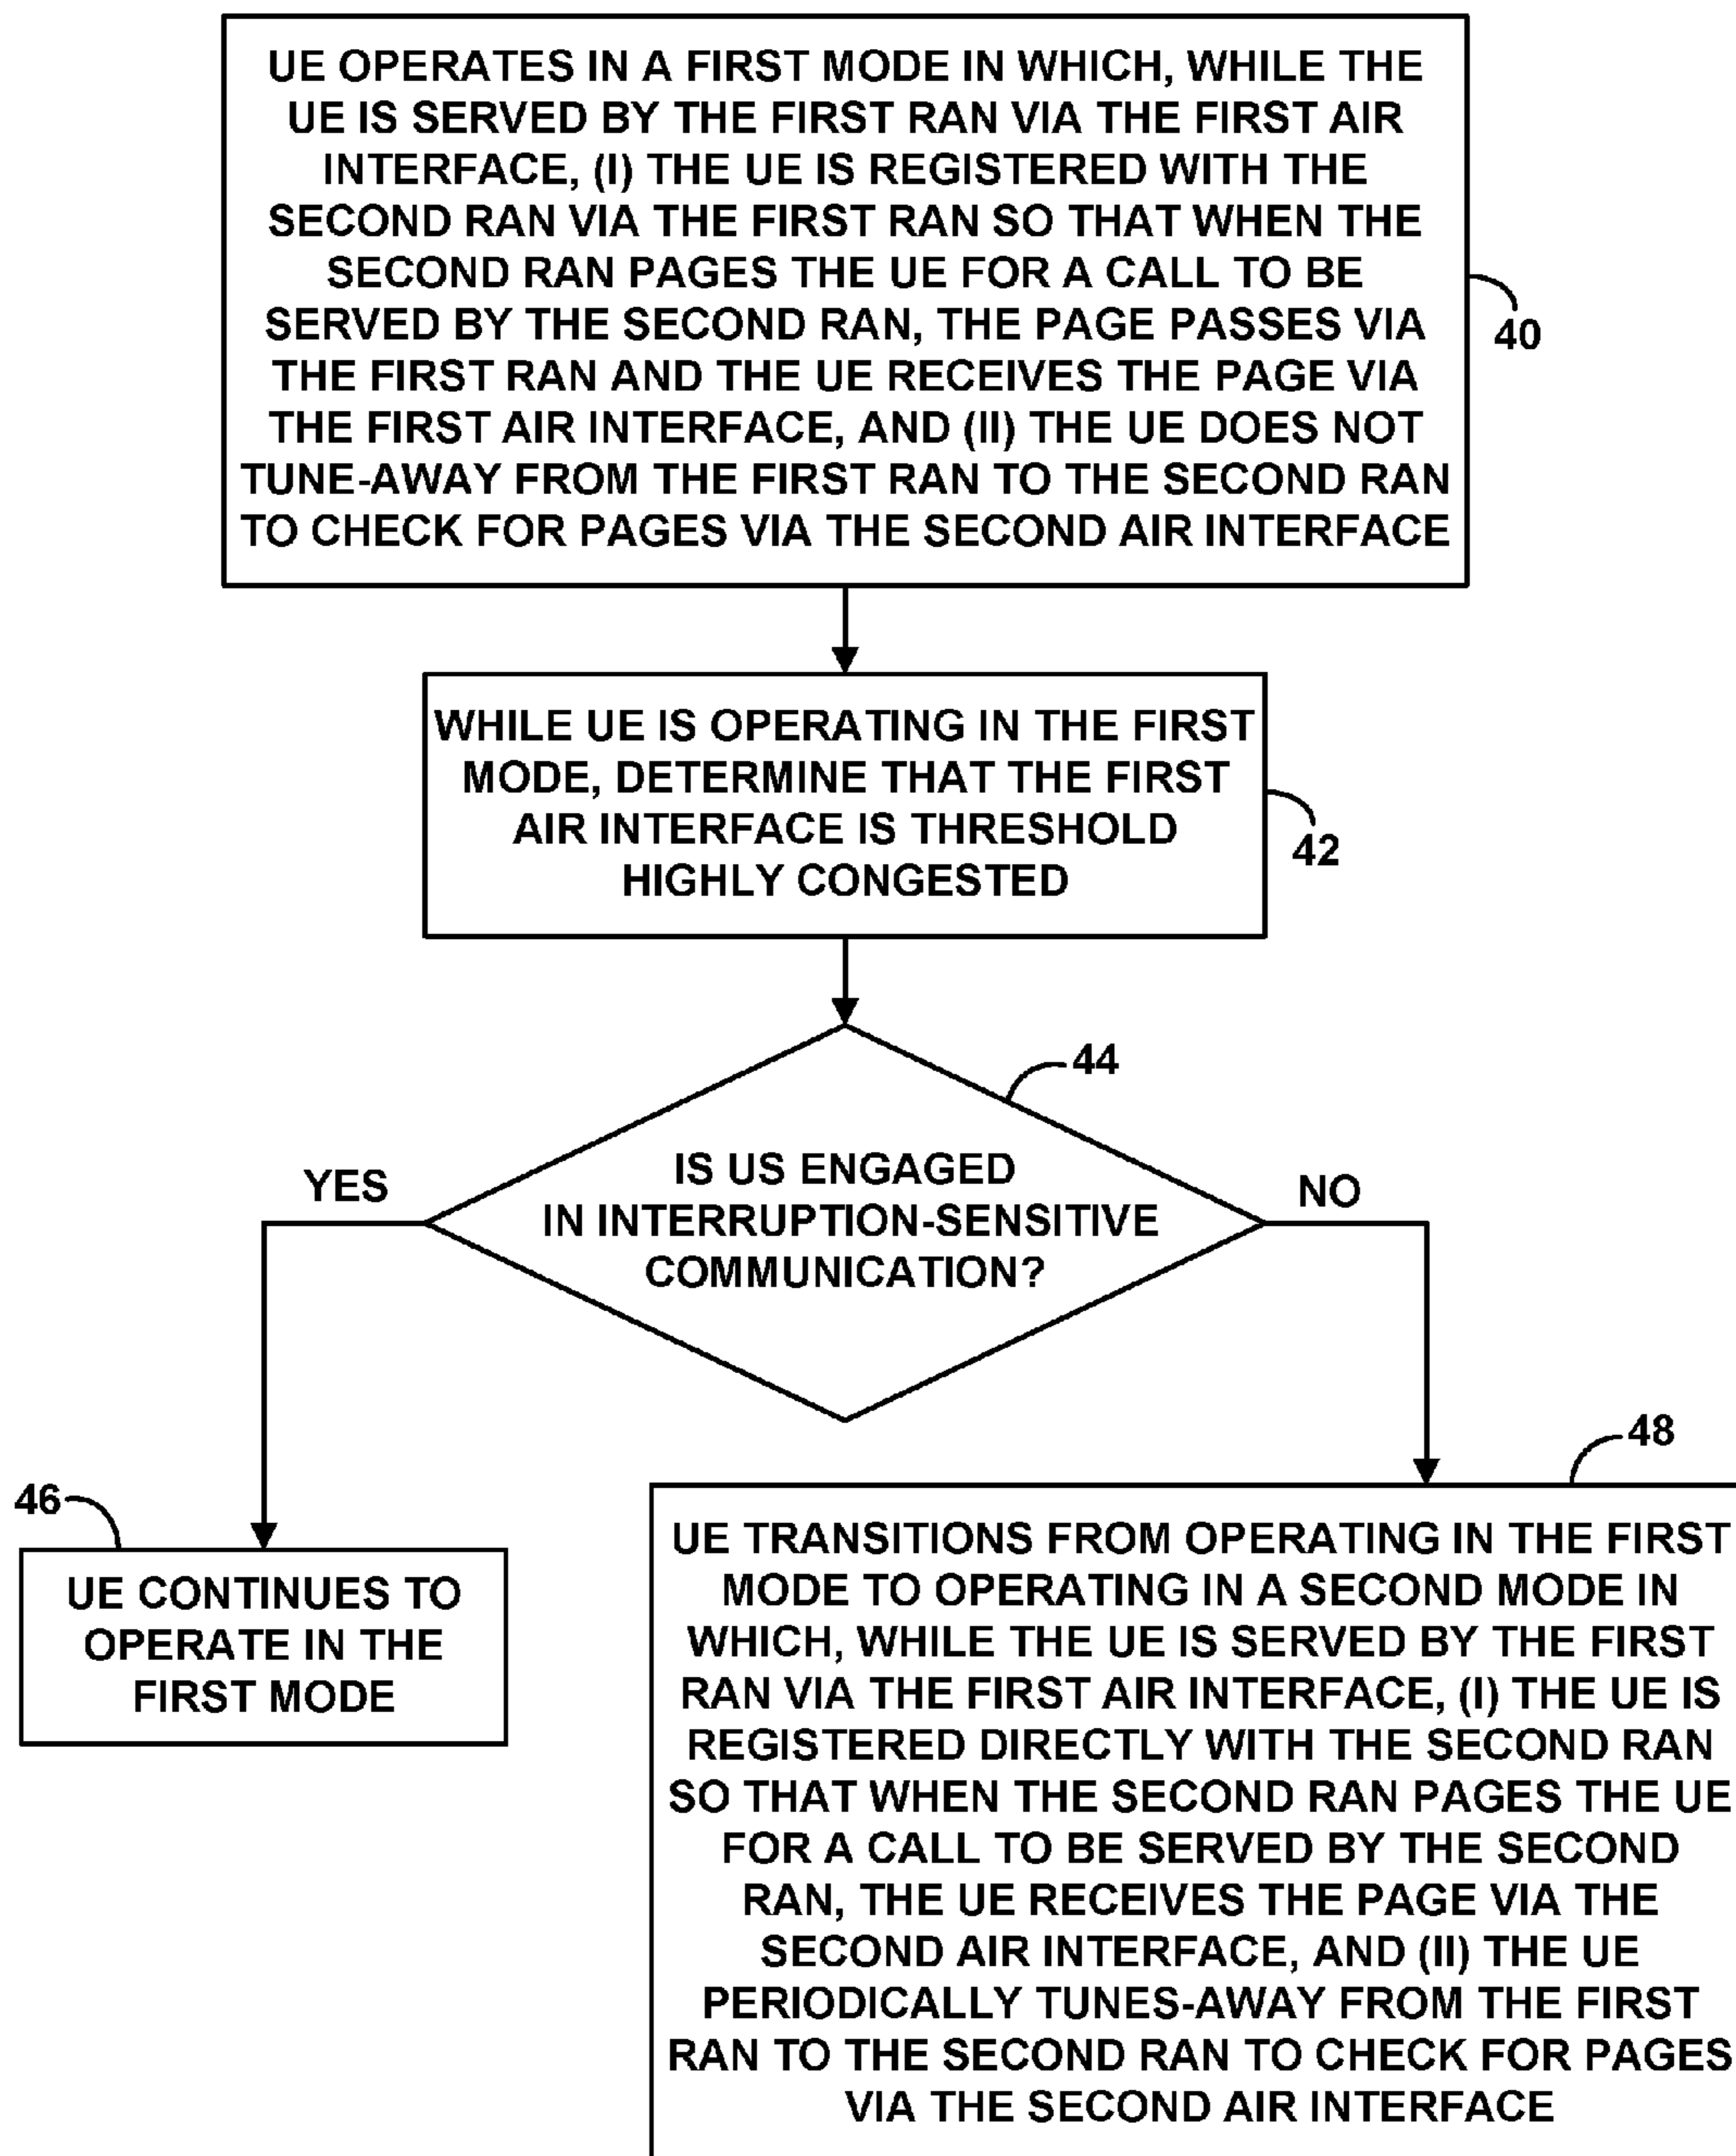 UE OPERATES IN A FIRST MODE IN WHICH, WHILE THE
UE IS SERVED BY THE FIRST RAN VIA THE FIRST AIR
INTERFACE, (I) THE UE IS REGISTERED WITH THE
SECOND RAN VIA THE FIRST RAN SO THAT WHEN THE
SECOND RAN PAGES THE UE FOR A CALL TO BE
SERVED BY THE SECOND RAN, THE PAGE PASSES VIA
THE FIRST RAN AND THE UE RECEIVES THE PAGE VIA
THE FIRST AIR INTERFACE, AND (II) THE UE DOES NOT
TUNE-AWAY FROM THE FIRST RAN TO THE SECOND RAN
TO CHECK FOR PAGES VIA THE SECOND AIR INTERFACE
40
WHILE UE IS OPERATING IN THE FIRST
MODE, DETERMINE THAT THE FIRST
AIR INTERFACE IS THRESHOLD
HIGHLY CONGESTED
42
44
IS US ENGAGED
IN INTERRUPTION-SENSITIVE
COMMUNICATION?
YES
NO
46
UE CONTINUES TO
OPERATE IN THE
FIRST MODE
48
UE TRANSITIONS FROM OPERATING IN THE FIRST
MODE TO OPERATING IN A SECOND MODE IN
WHICH, WHILE THE UE IS SERVED BY THE FIRST
RAN VIA THE FIRST AIR INTERFACE, (I) THE UE IS
REGISTERED DIRECTLY WITH THE SECOND RAN
SO THAT WHEN THE SECOND RAN PAGES THE UE
FOR A CALL TO BE SERVED BY THE SECOND
RAN, THE UE RECEIVES THE PAGE VIA THE
SECOND AIR INTERFACE, AND (II) THE UE
PERIODICALLY TUNES-AWAY FROM THE FIRST
RAN TO THE SECOND RAN TO CHECK FOR PAGES
VIA THE SECOND AIR INTERFACE